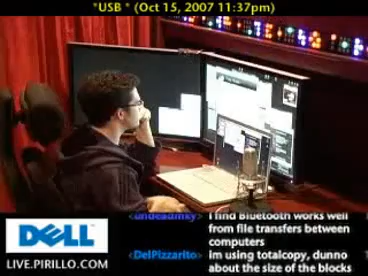 *USB * (Oct 15, 2007 11:37pm)
DELL
LIVE.PIRILLO.COM
<undeadinky> I find Bluetooth works well
from file transfers between
computers
<DelPizzarito> im using totalcopy, dunno
about the size of the blocks